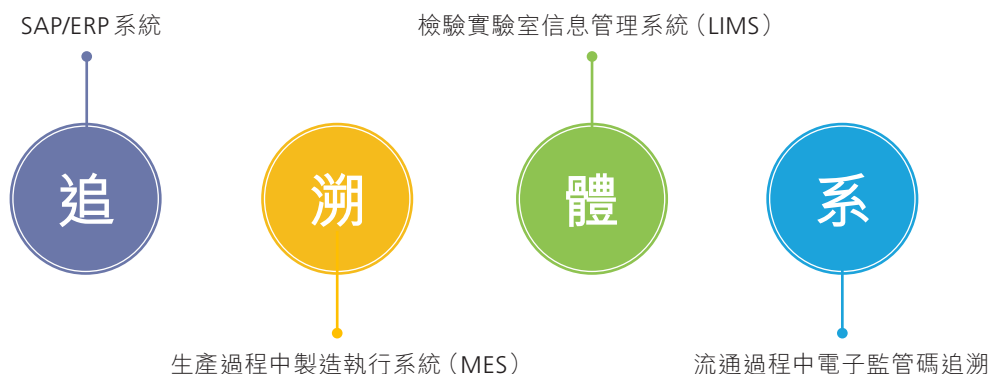 SAP/ERP系統
檢驗實驗室信息管理系統（LIMS）
追 溯 體 系
生產過程中製造執行系統（MES）
流通過程中電子監管碼追溯